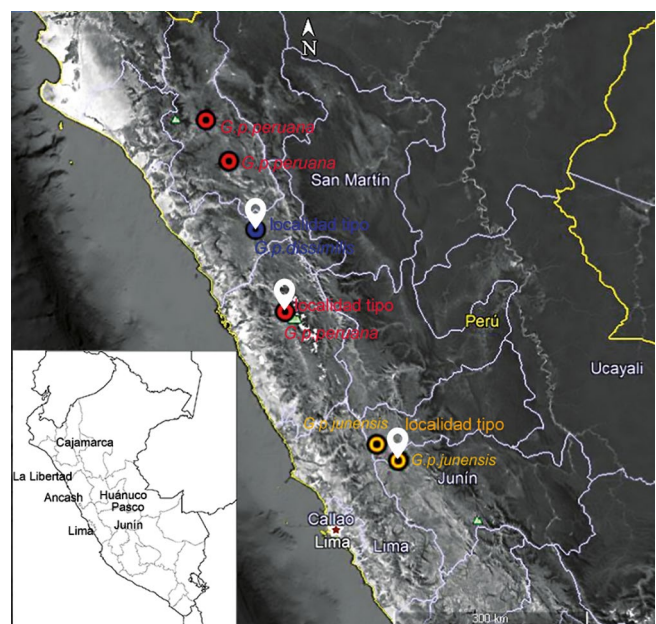 N
G.p.peruana
G.p.peruana
San Martín
localidad tipo
G.p.dissimilis
localidad tipo
G.p.peruana
Perú
Ucayali
G.p.junensis
localidad tipo
G.p.junensis
Junín
Callao
Lima
Lima
300 km
Cajamarca
La Libertad
Ancash
Huánuco
Pasco
Lima
Junín